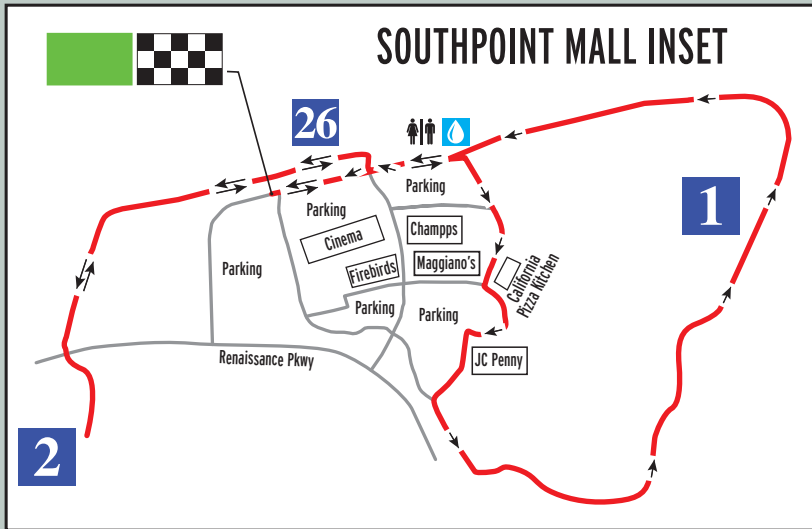 SOUTHPOINT MALL INSET
26
1
Parking
Parking
Cinema
Champps
Maggiano's
Firebirds
California
Pizza Kitchen
Parking
Parking
Parking
Renaissance Pkwy
JC Penny
2